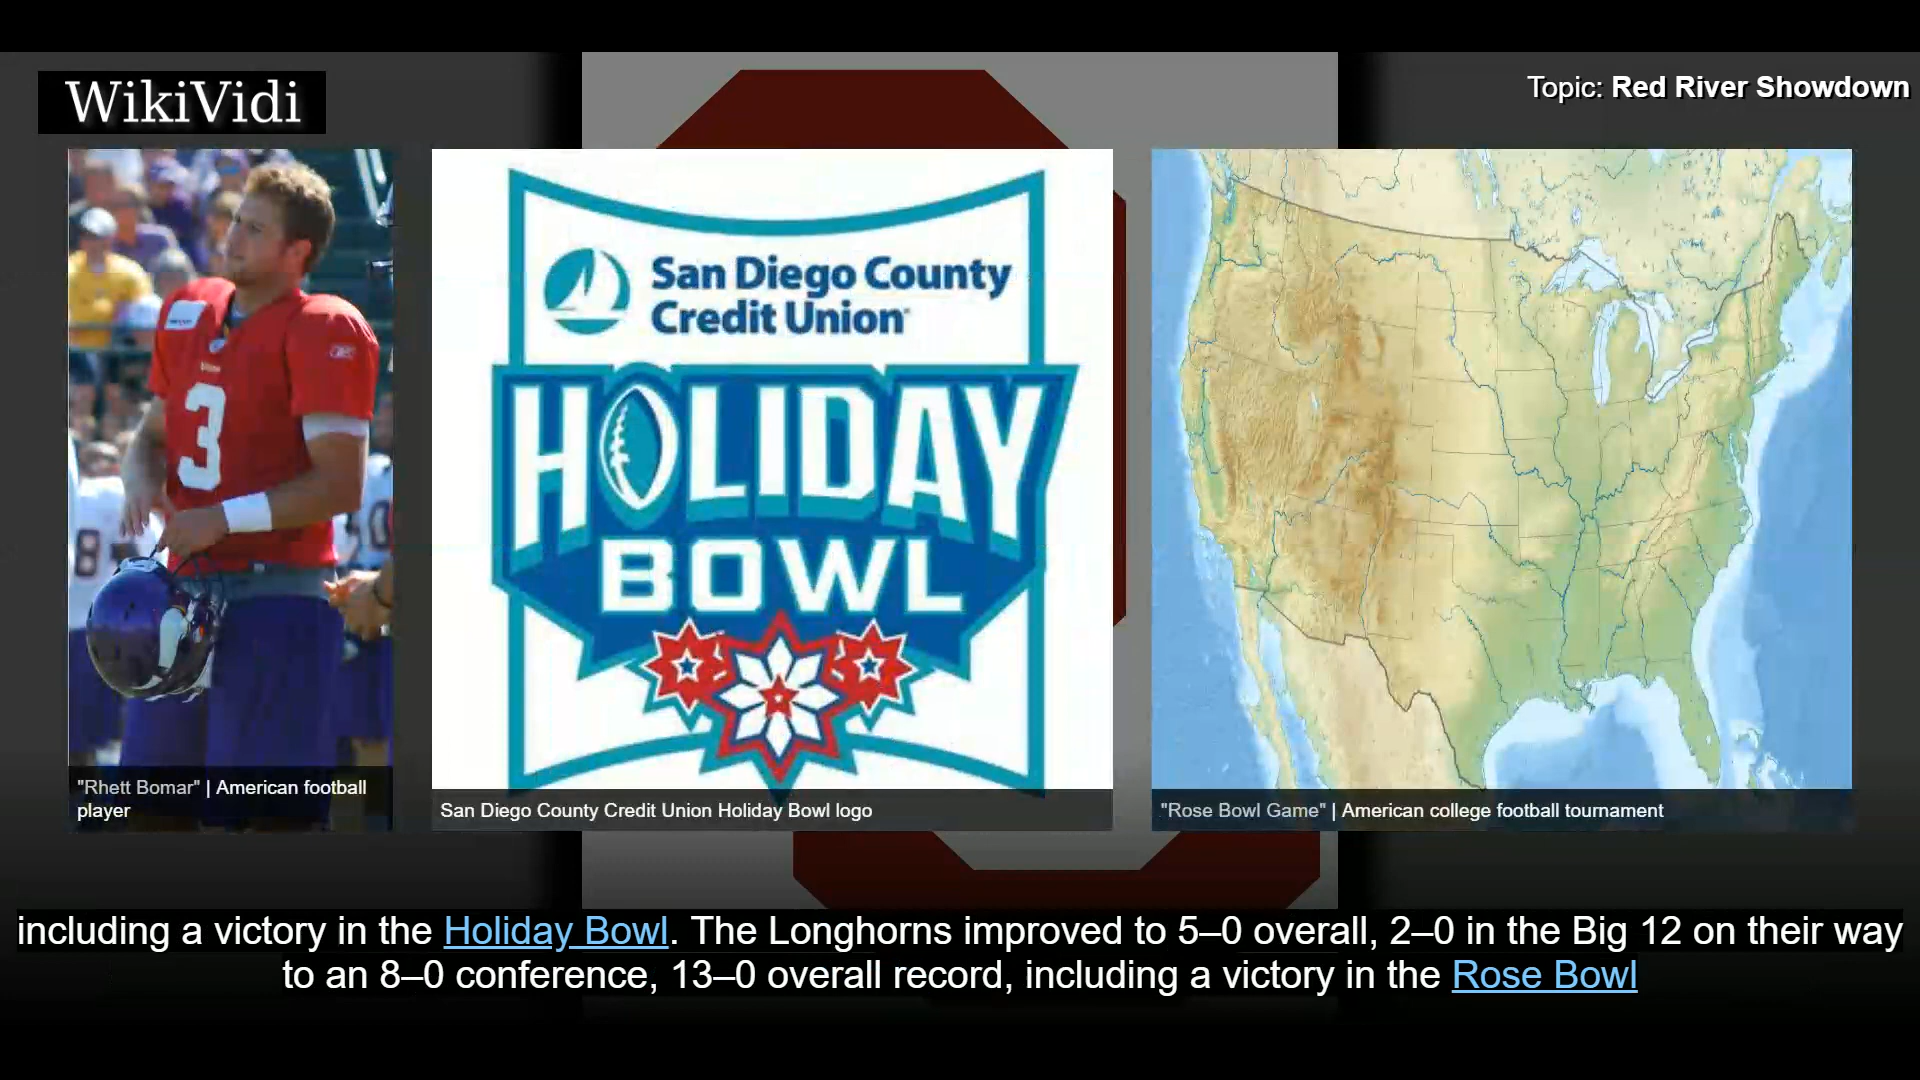 WikiVidi
Topic: Red River Showdown
3
8
San Diego County
Credit Union
HOLIDAY
BOWL
"Rhett Bomar" | American football
player
San Diego County Credit Union Holiday Bowl logo
"Rose Bowl Game" | American college football tournament
including a victory in the Holiday Bowl. The Longhorns improved to 5–0 overall, 2–0 in the Big 12 on their way
to an 8–0 conference, 13–0 overall record, including a victory in the Rose Bowl